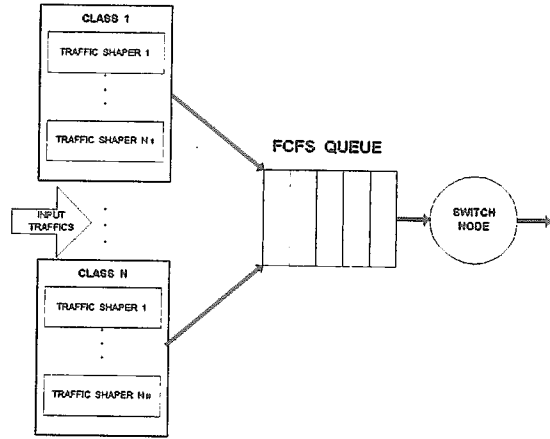 CLASS 1
TRAFFIC SHAPER 1
TRAFFIC SHAPER N₁
FCFS QUEUE
INPUT
TRAFFICS
SWITCH
NODE
CLASS N
TRAFFIC SHAPER 1
TRAFFIC SHAPER N